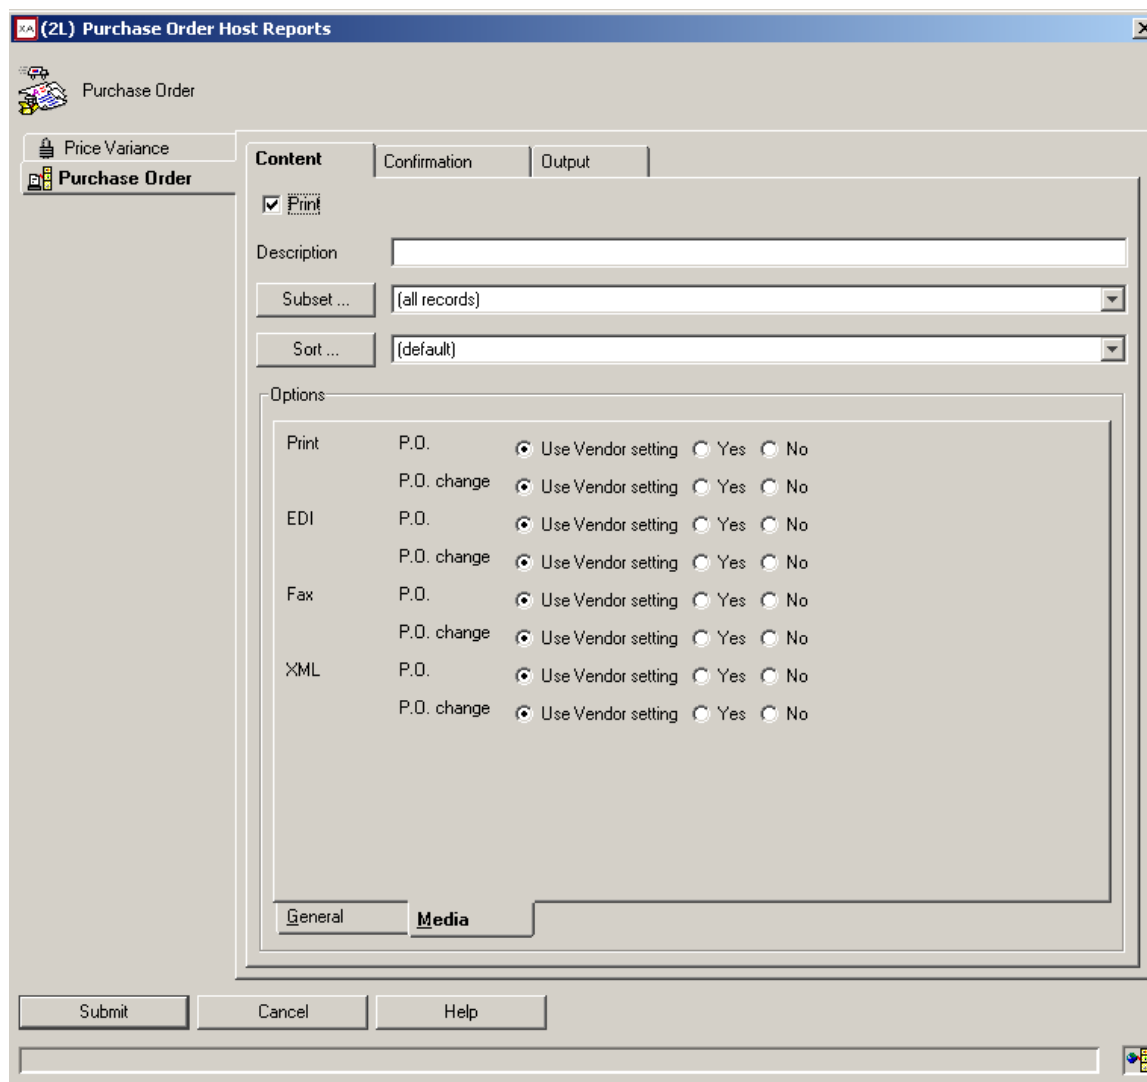 XA (2L) Purchase Order Host Reports
Purchase Order
Price Variance
Purchase Order
Content Confirmation Output
Print
Description
Subset ... (all records)
Sort ... (default)
Options
Print P.O. Use Vendor setting Yes No
P.O. change Use Vendor setting Yes No
EDI P.O. Use Vendor setting Yes No
P.O. change Use Vendor setting Yes No
Fax P.O. Use Vendor setting Yes No
P.O. change Use Vendor setting Yes No
XML P.O. Use Vendor setting Yes No
P.O. change Use Vendor setting Yes No
General Media
Submit Cancel Help